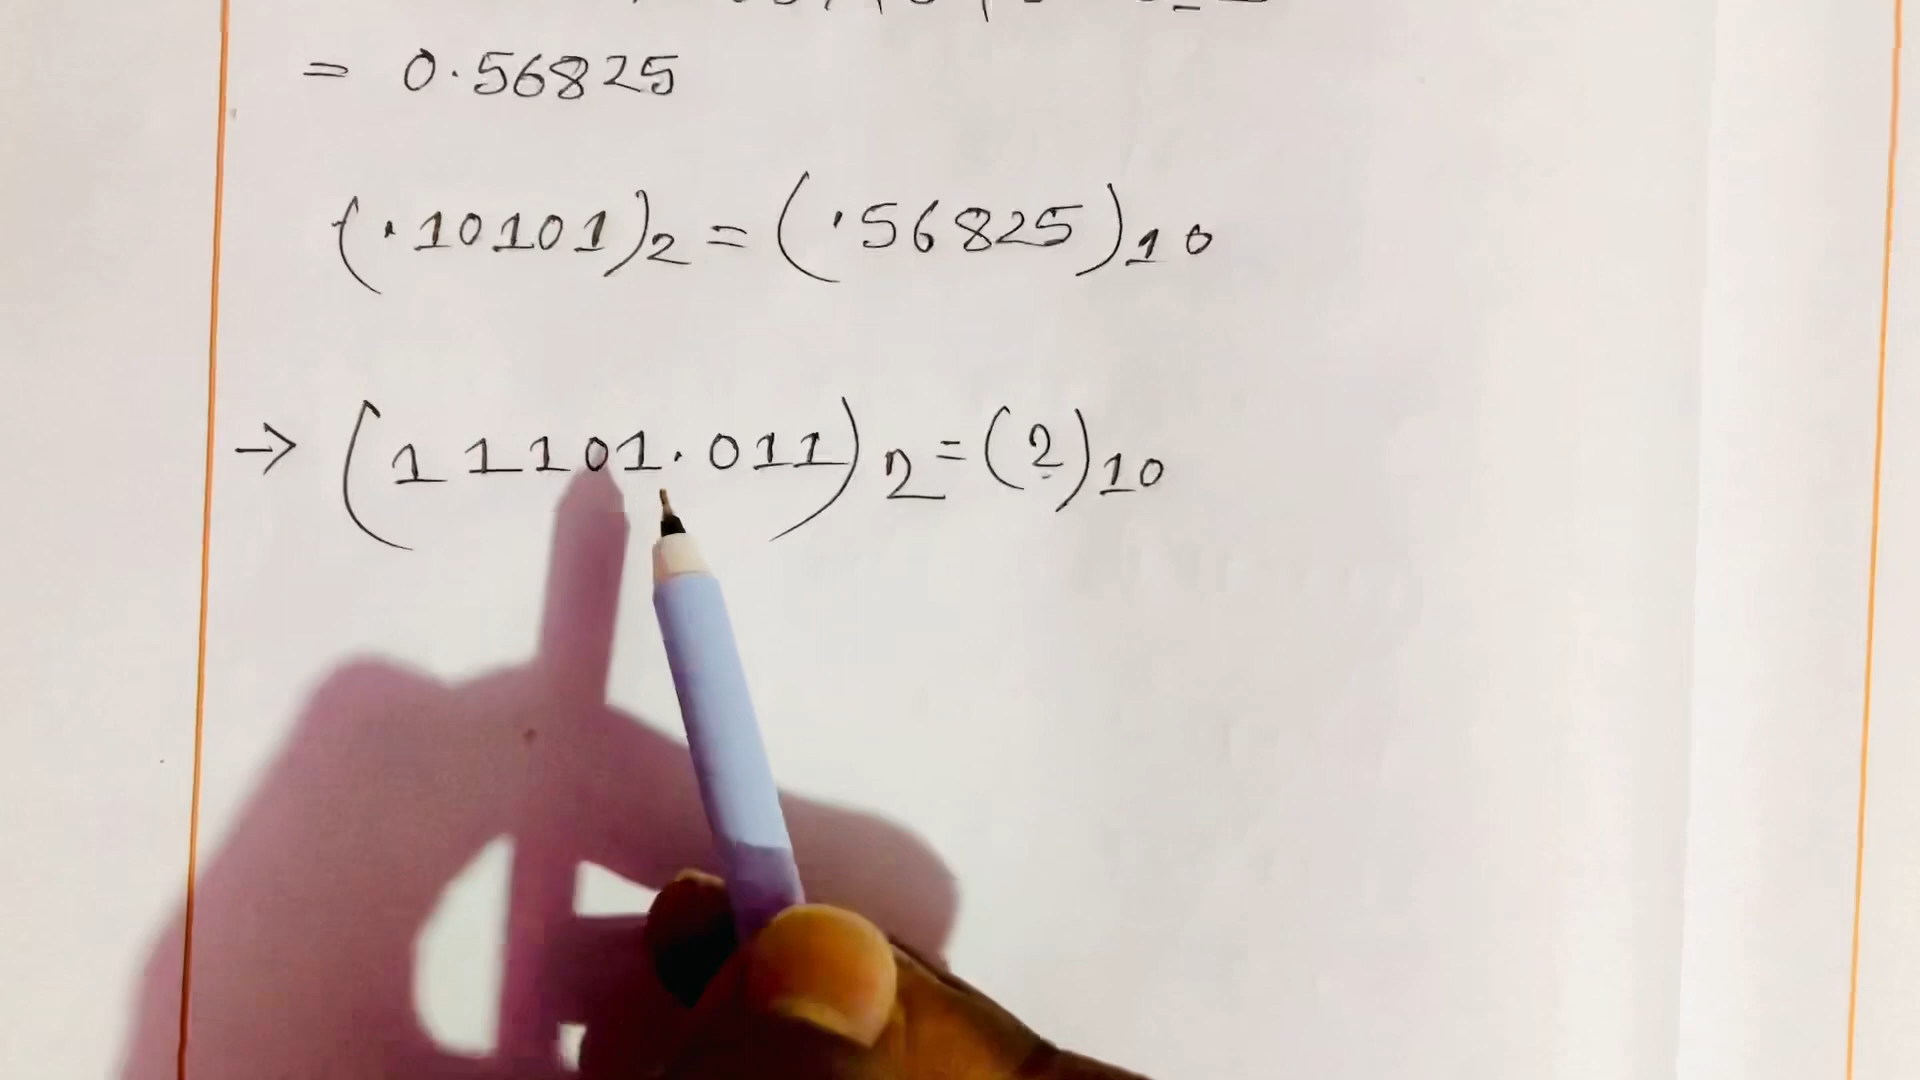 = 0.56825
(.10101)2 = (.56825)10
→ (11101.011)2 = (?)10